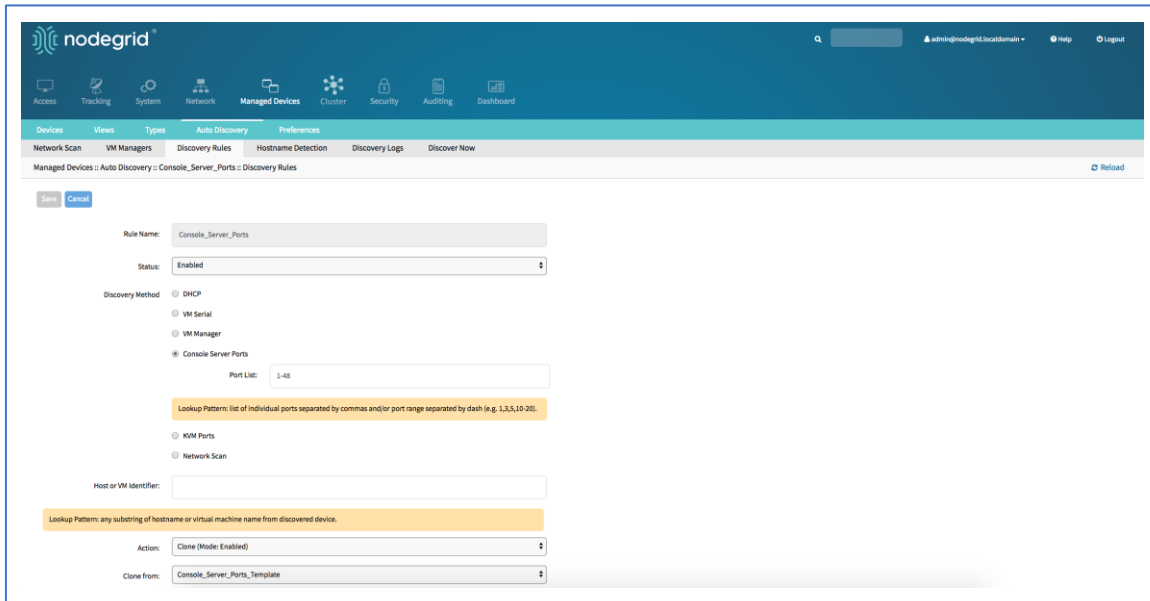 nodegrid®
admin@nodegrid.localdomain Help Logout
Access Tracking System Network Managed Devices Cluster Security Auditing Dashboard
Devices Views Types Auto Discovery Preferences
Network Scan VM Managers Discovery Rules Hostname Detection Discovery Logs Discover Now
Managed Devices :: Auto Discovery :: Console_Server_Ports :: Discovery Rules Reload
Save Cancel
Rule Name: Console_Server_Ports
Status: Enabled
Discovery Method DHCP
VM Serial
VM Manager
Console Server Ports
Port List: 1-48
Lookup Pattern: list of individual ports separated by commas and/or port range separated by dash (e.g. 1,3,5,10-20).
KVM Ports
Network Scan
Host or VM Identifier:
Lookup Pattern: any substring of hostname or virtual machine name from discovered device.
Action: Clone (Mode: Enabled)
Clone from: Console_Server_Ports_Template